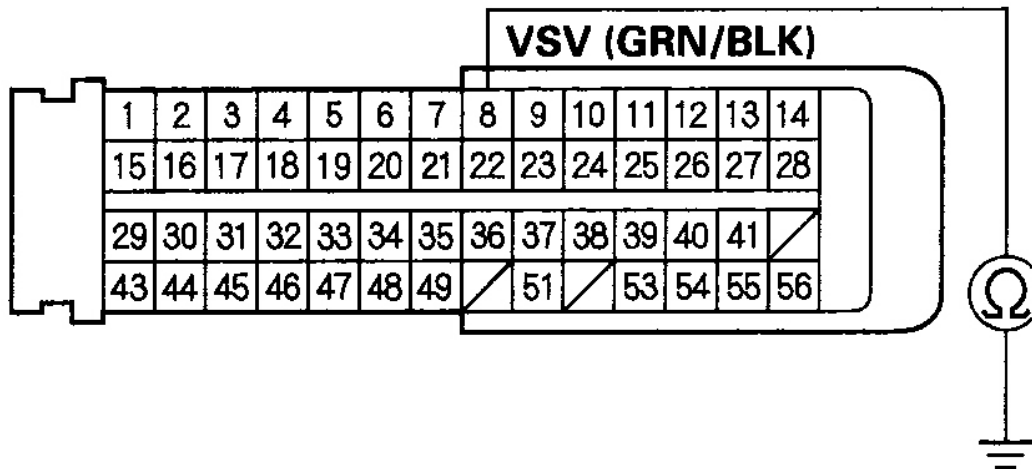 VSV (GRN/BLK)
1 2 3 4 5 6 7 8 9 10 11 12 13 14
15 16 17 18 19 20 21 22 23 24 25 26 27 28
29 30 31 32 33 34 35 36 37 38 39 40 41
43 44 45 46 47 48 49 51 53 54 55 56
Ω